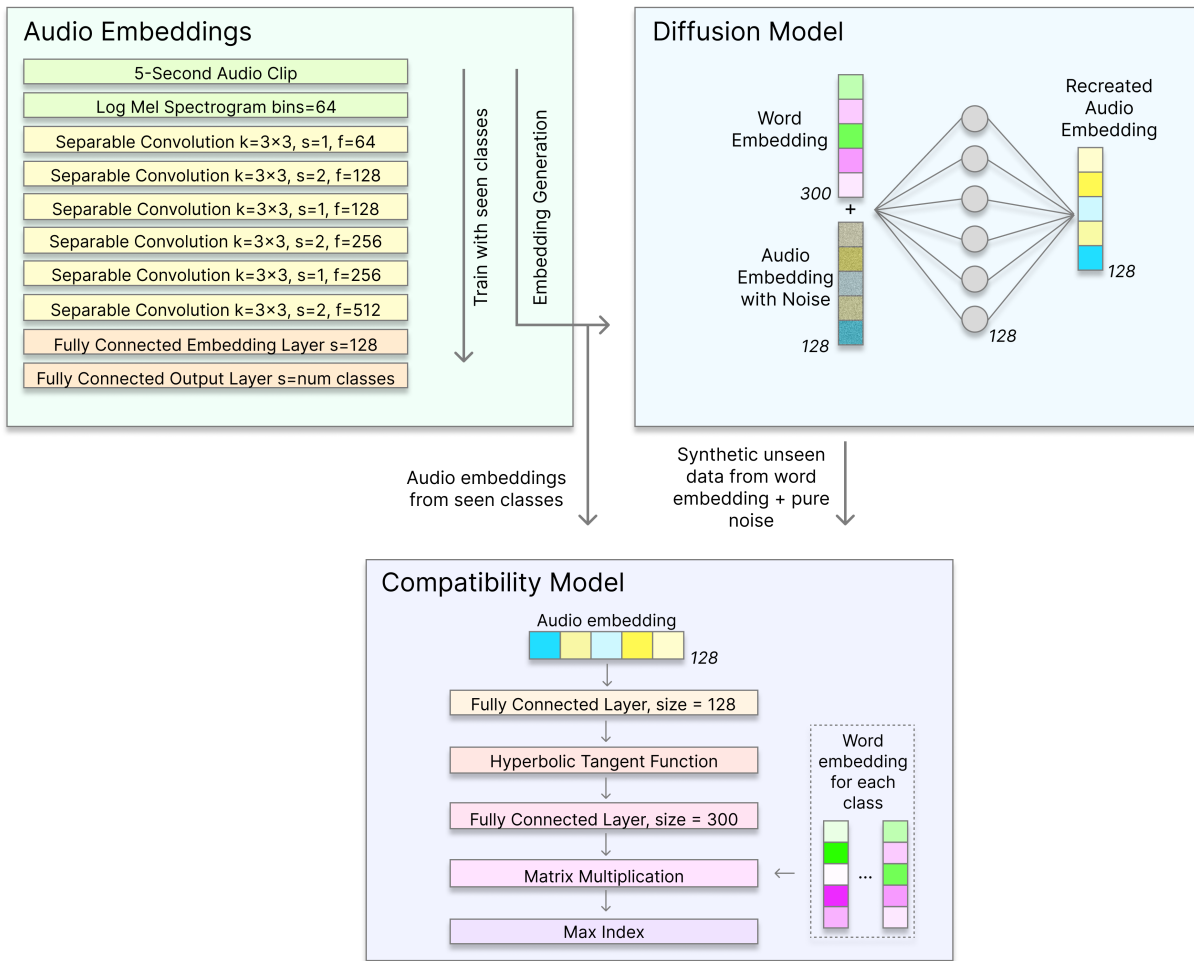 Audio Embeddings
5-Second Audio Clip
Log Mel Spectrogram bins=64
Separable Convolution k=3×3, s=1, f=64
Separable Convolution k=3×3, s=2, f=128
Separable Convolution k=3×3, s=1, f=128
Separable Convolution k=3×3, s=2, f=256
Separable Convolution k=3×3, s=1, f=256
Separable Convolution k=3×3, s=2, f=512
Fully Connected Embedding Layer s=128
Fully Connected Output Layer s=num classes
Train with seen classes
Embedding Generation
Diffusion Model
Word
Embedding
300
+
Audio
Embedding
with Noise
128
128
Recreated
Audio
Embedding
128
Audio embeddings
from seen classes
Synthetic unseen
data from word
embedding + pure
noise
Compatibility Model
Audio embedding
128
Fully Connected Layer, size = 128
Hyperbolic Tangent Function
Fully Connected Layer, size = 300
Matrix Multiplication
Max Index
Word
embedding
for each
class
...